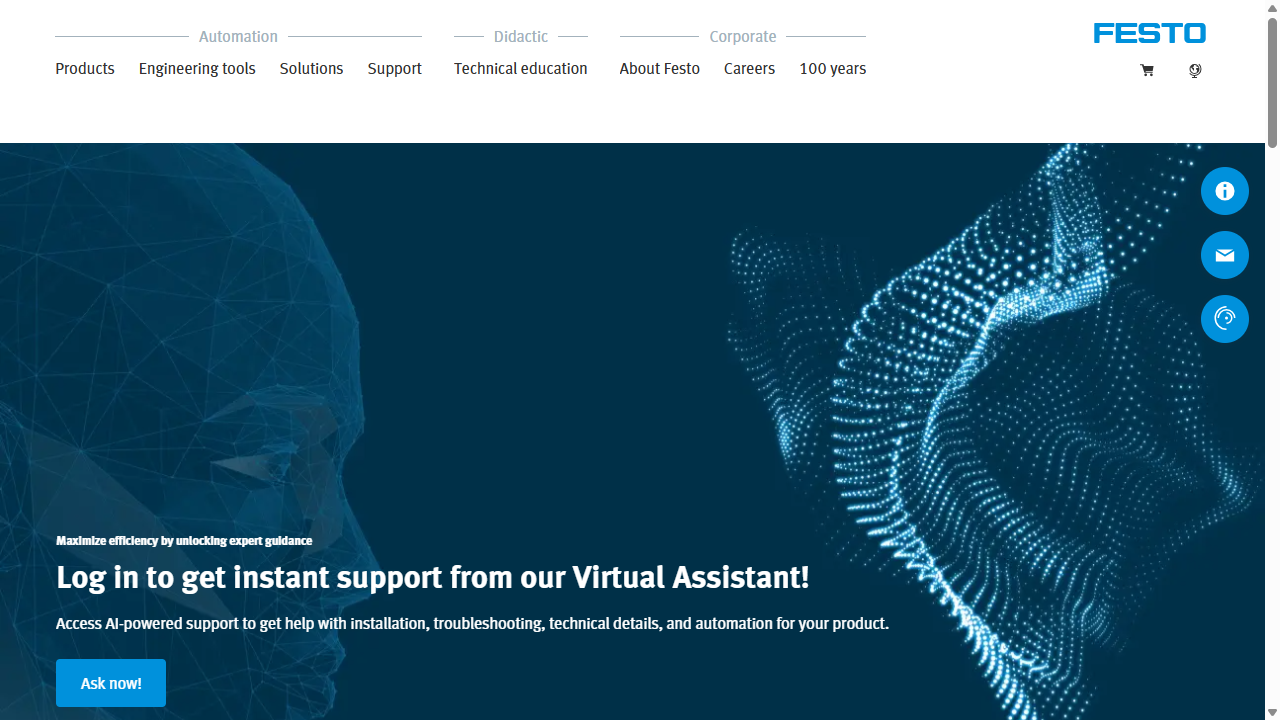 Automation
Didactic
Corporate
FESTO
Products Engineering tools Solutions Support Technical education About Festo Careers 100 years
Maximize efficiency by unlocking expert guidance
Log in to get instant support from our Virtual Assistant!
Access AI-powered support to get help with installation, troubleshooting, technical details, and automation for your product.
Ask now!